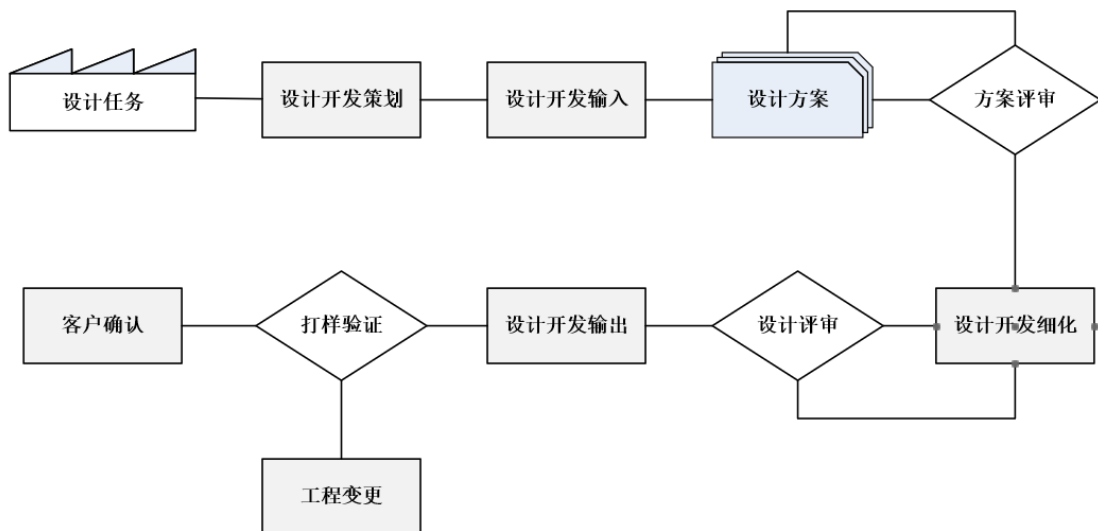 设计任务
设计开发策划
设计开发输入
设计方案
方案评审
客户确认
打样验证
设计开发输出
设计评审
设计开发细化
工程变更